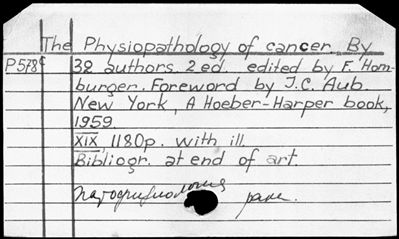 The Physiopathology of cancer. By
P578c 32 authors. 2 ed. edited by F. Hom-
burger. Foreword by J.C. Aub.
New York, A Hoeber-Harper book,
1959
XIX, 1180p. with ill.
Bibliogr. at end of art.
Патофизиология рака.